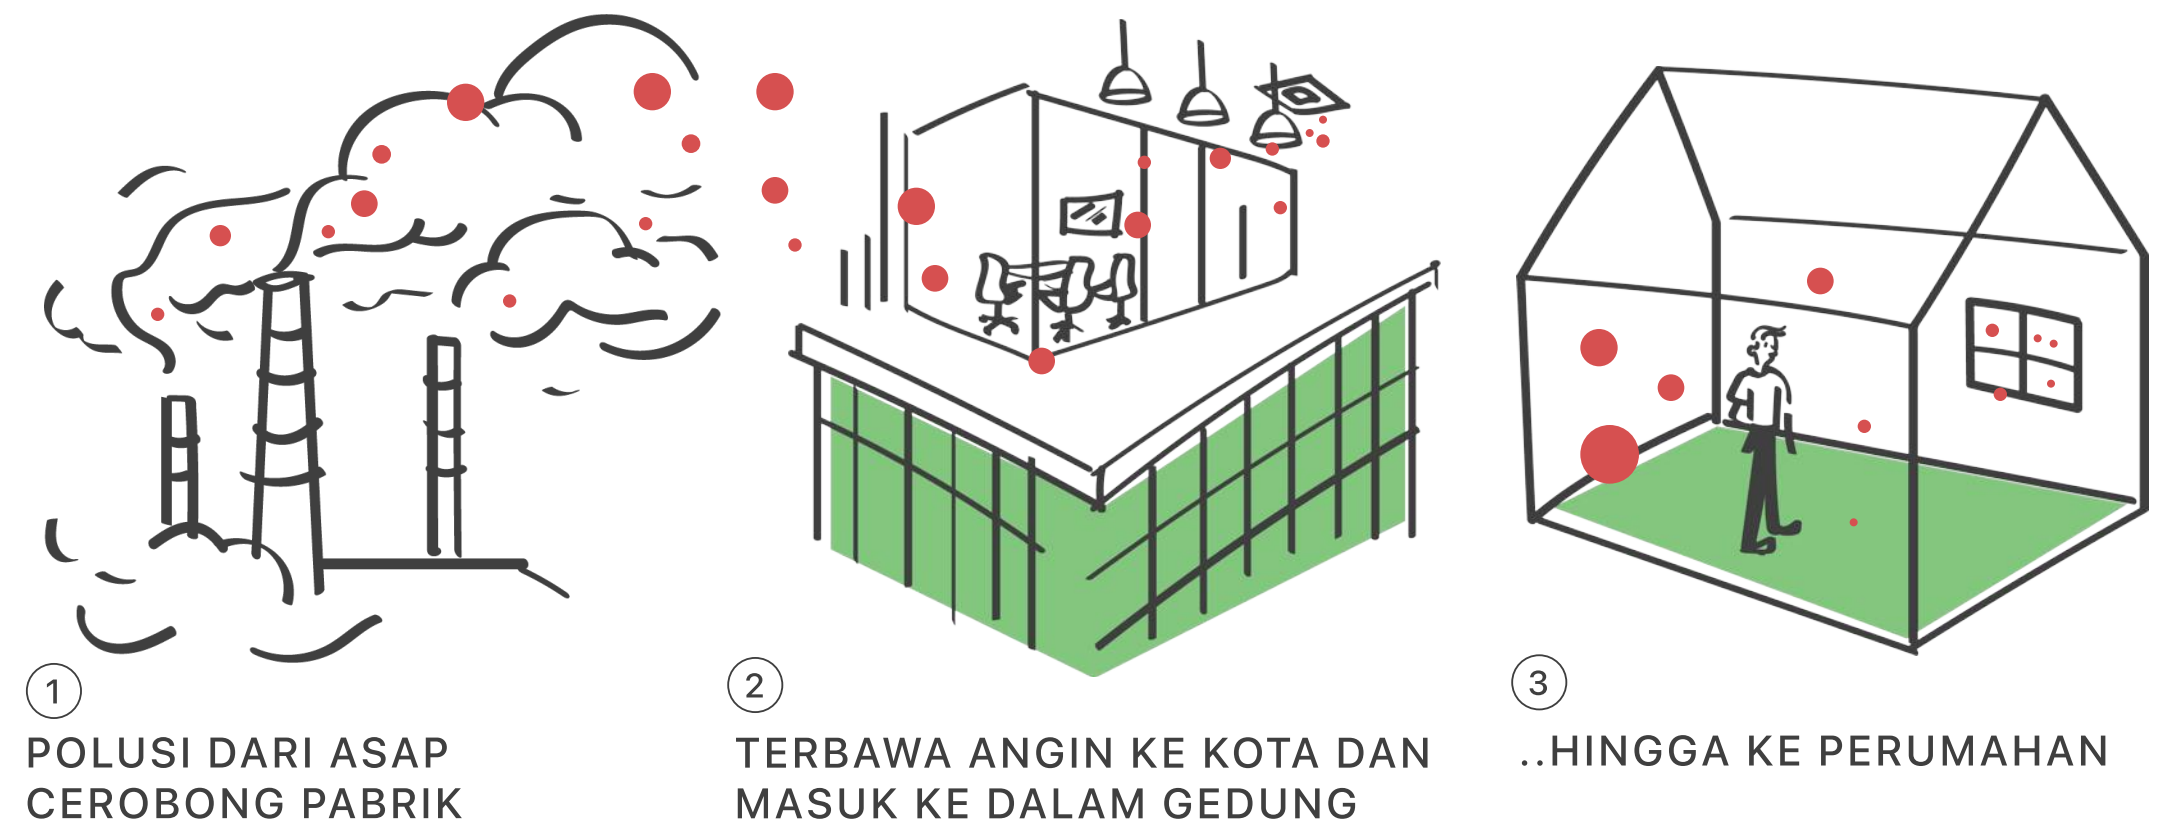 1
POLUSI DARI ASAP
CEROBONG PABRIK
2
TERBAWA ANGIN KE KOTA DAN
MASUK KE DALAM GEDUNG
3
..HINGGA KE PERUMAHAN